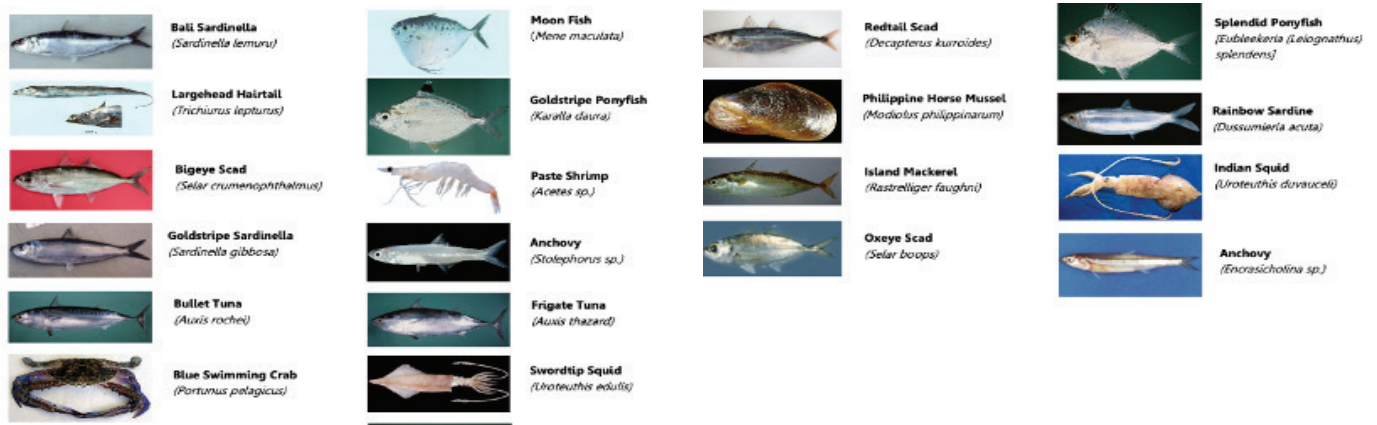 Bali Sardinella
(Sardinella lemuru)
Largehead Hairtail
(Trichiurus lepturus)
Bigeye Scad
(Selar crumenophthalmus)
Goldstripe Sardinella
(Sardinella gibbosa)
Bullet Tuna
(Auxis rochei)
Blue Swimming Crab
(Portunus pelagicus)
Moon Fish
(Mene maculata)
Goldstripe Ponyfish
(Karalla daura)
Paste Shrimp
(Acetes sp.)
Anchovy
(Stolephorus sp.)
Frigate Tuna
(Auxis thazard)
Swordtip Squid
(Uroteuthis edulis)
Redtail Scad
(Decapterus kurroides)
Philippine Horse Mussel
(Modiolus philippinarum)
Island Mackerel
(Rastrelliger faughni)
Oxeye Scad
(Selar boops)
Splendid Ponyfish
[Eubleekeria (Leiognathus)
splendens]
Rainbow Sardine
(Dussumieria acuta)
Indian Squid
(Uroteuthis duvauceli)
Anchovy
(Encrasicholina sp.)